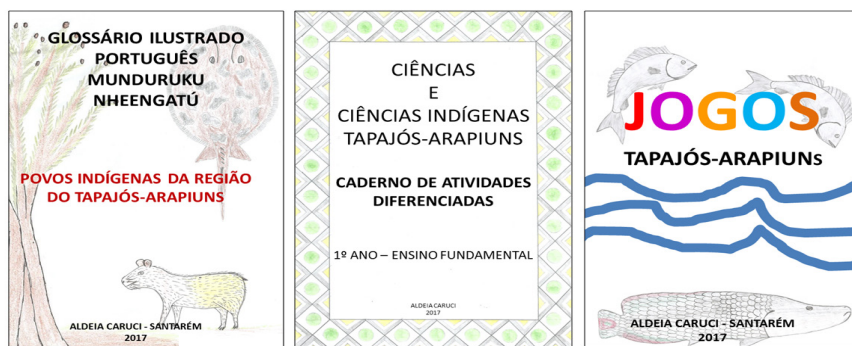 GLOSSÁRIO ILUSTRADO
PORTUGUÊS
MUNDURUKU
NHEENGATÚ
POVOS INDÍGENAS DA REGIÃO
DO TAPAJÓS-ARAPIUNS
ALDEIA CARUCI - SANTARÉM
2017
CIÊNCIAS
E
CIÊNCIAS INDÍGENAS
TAPAJÓS-ARAPIUNS
CADERNO DE ATIVIDADES
DIFERENCIADAS
1º ANO – ENSINO FUNDAMENTAL
ALDEIA CARUCI
2017
JOGOS
TAPAJÓS-ARAPIUNs
ALDEIA CARUCI - SANTARÉM
2017